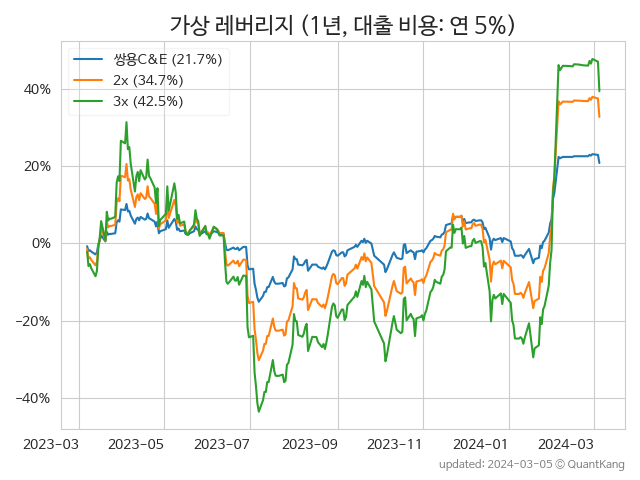 가상 레버리지 (1년, 대출 비용: 연 5%)
쌍용C&E (21.7%)
2x (34.7%)
3x (42.5%)
40%
20%
0%
−20%
−40%
2023-03 2023-05 2023-07 2023-09 2023-11 2024-01 2024-03
updated: 2024-03-05 © QuantKang